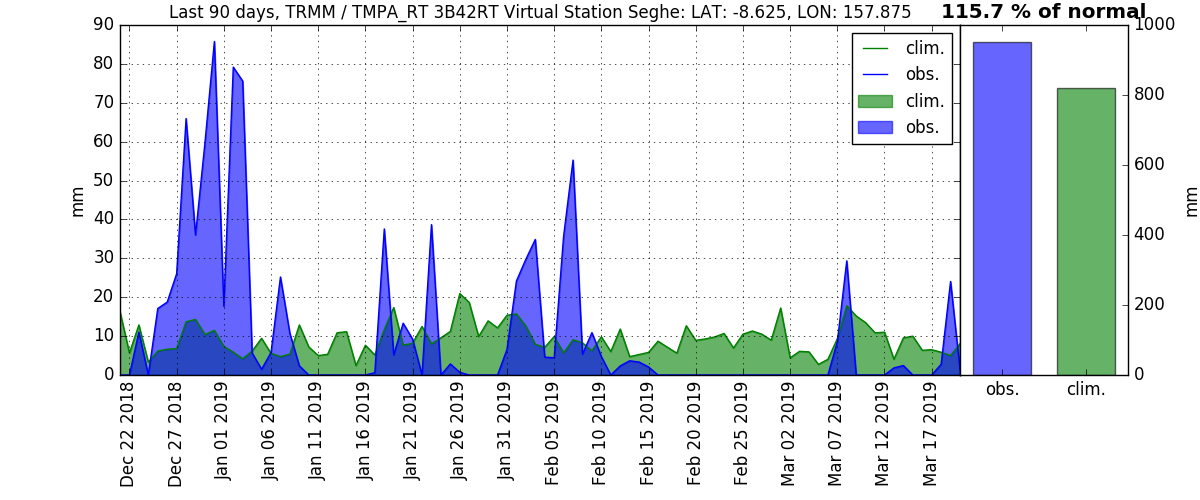 Last 90 days, TRMM / TMPA_RT 3B42RT Virtual Station Seghe: LAT: -8.625, LON: 157.875
115.7 % of normal
90
80
70
60
50
40
30
20
10
0
mm
clim.
obs.
clim.
obs.
Dec 22 2018
Dec 27 2018
Jan 01 2019
Jan 06 2019
Jan 11 2019
Jan 16 2019
Jan 21 2019
Jan 26 2019
Jan 31 2019
Feb 05 2019
Feb 10 2019
Feb 15 2019
Feb 20 2019
Feb 25 2019
Mar 02 2019
Mar 07 2019
Mar 12 2019
Mar 17 2019
1000
800
600
400
200
0
mm
obs.
clim.